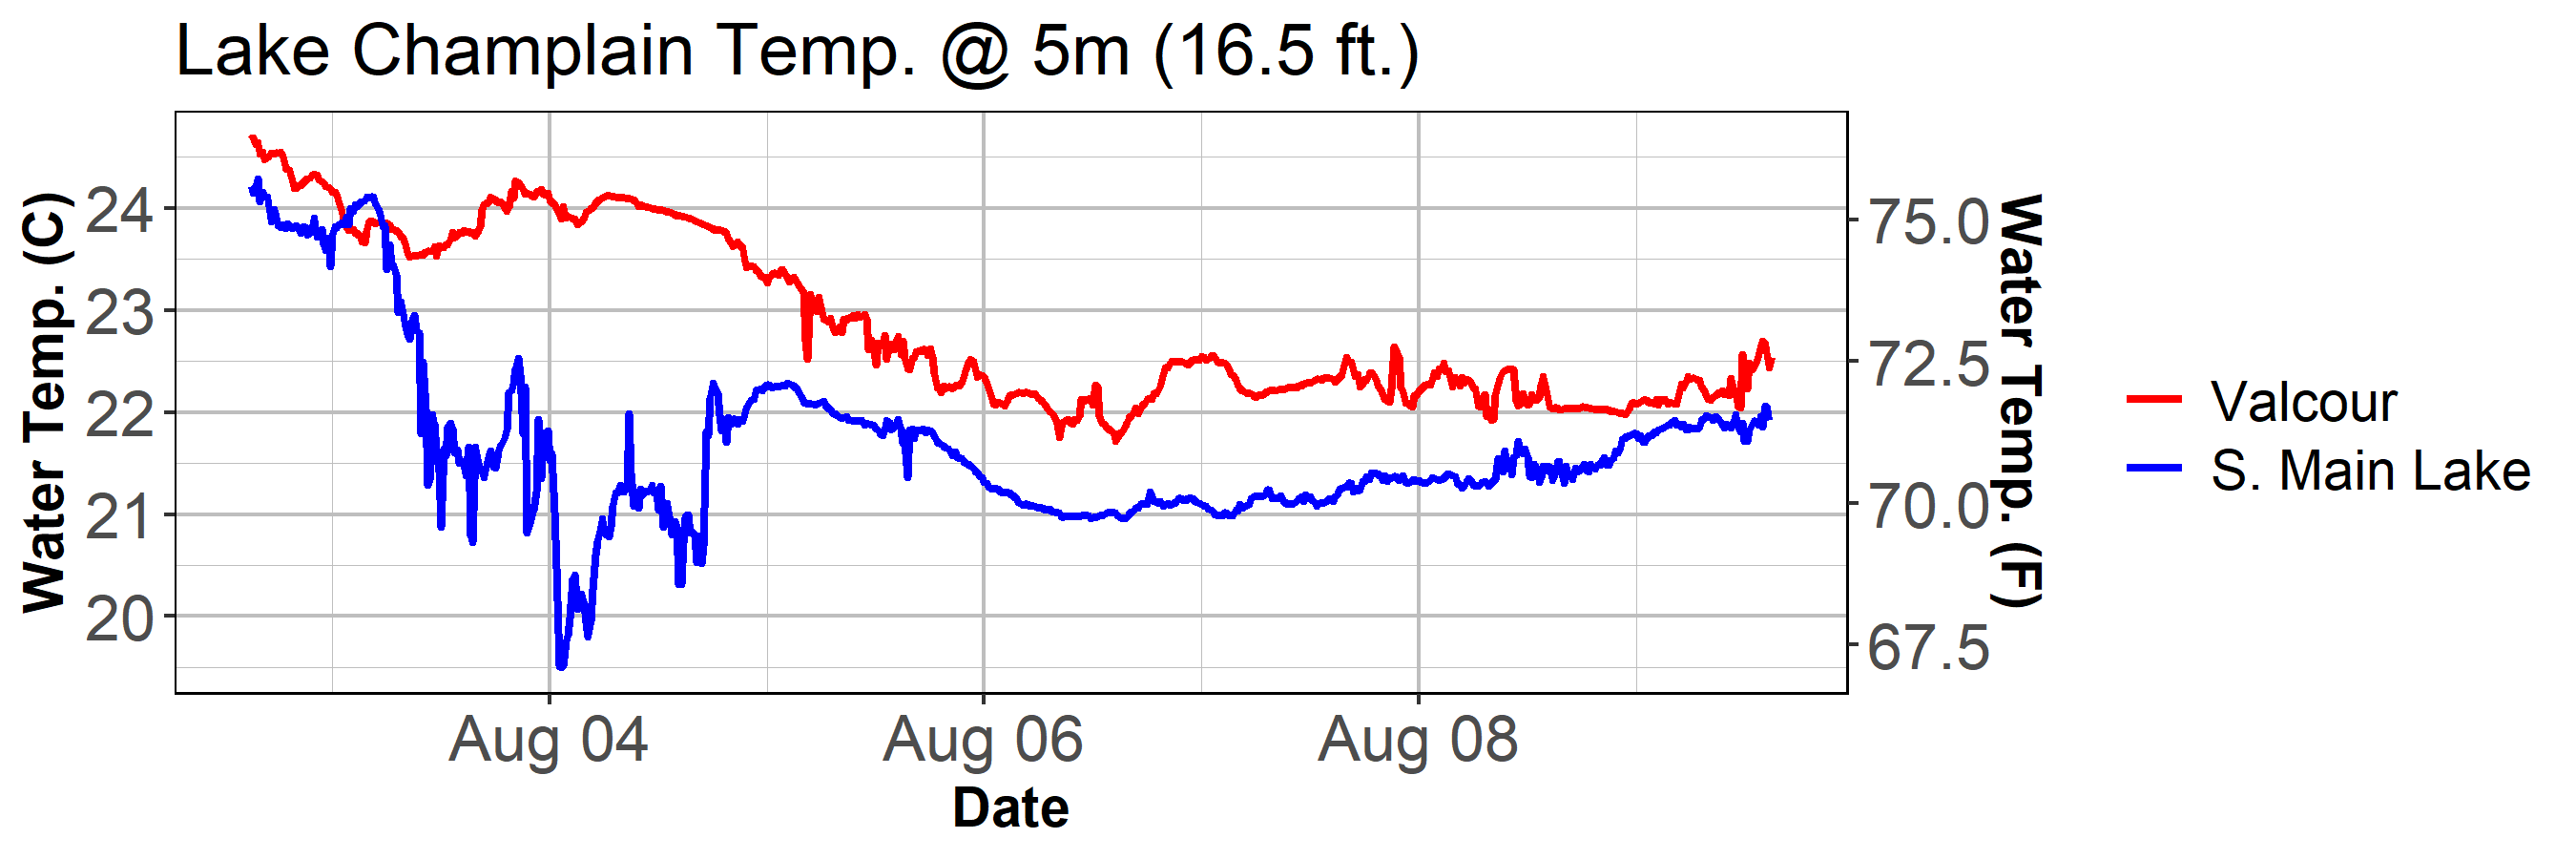 Lake Champlain Temp. @ 5m (16.5 ft.)
Water Temp. (C)
24
23
22
21
20
75.0
72.5
70.0
67.5
Water Temp. (F)
Aug 04
Aug 06
Aug 08
Date
Valcour
S. Main Lake